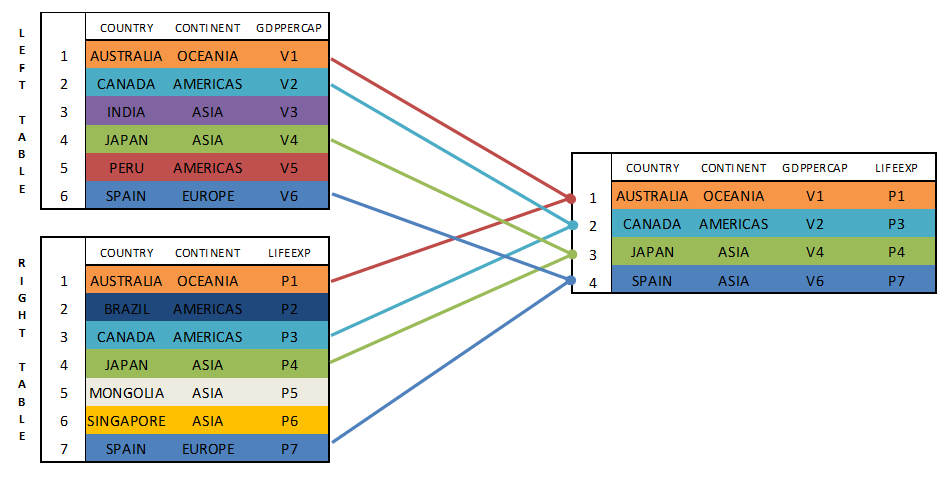 LEFT TABLE
COUNTRY CONTINENT GDPPERCAP
1 AUSTRALIA OCEANIA V1
2 CANADA AMERICAS V2
3 INDIA ASIA V3
4 JAPAN ASIA V4
5 PERU AMERICAS V5
6 SPAIN EUROPE V6
RIGHT TABLE
COUNTRY CONTINENT LIFEEXP
1 AUSTRALIA OCEANIA P1
2 BRAZIL AMERICAS P2
3 CANADA AMERICAS P3
4 JAPAN ASIA P4
5 MONGOLIA ASIA P5
6 SINGAPORE ASIA P6
7 SPAIN EUROPE P7
COUNTRY CONTINENT GDPPERCAP LIFEEXP
1 AUSTRALIA OCEANIA V1 P1
2 CANADA AMERICAS V2 P3
3 JAPAN ASIA V4 P4
4 SPAIN ASIA V6 P7